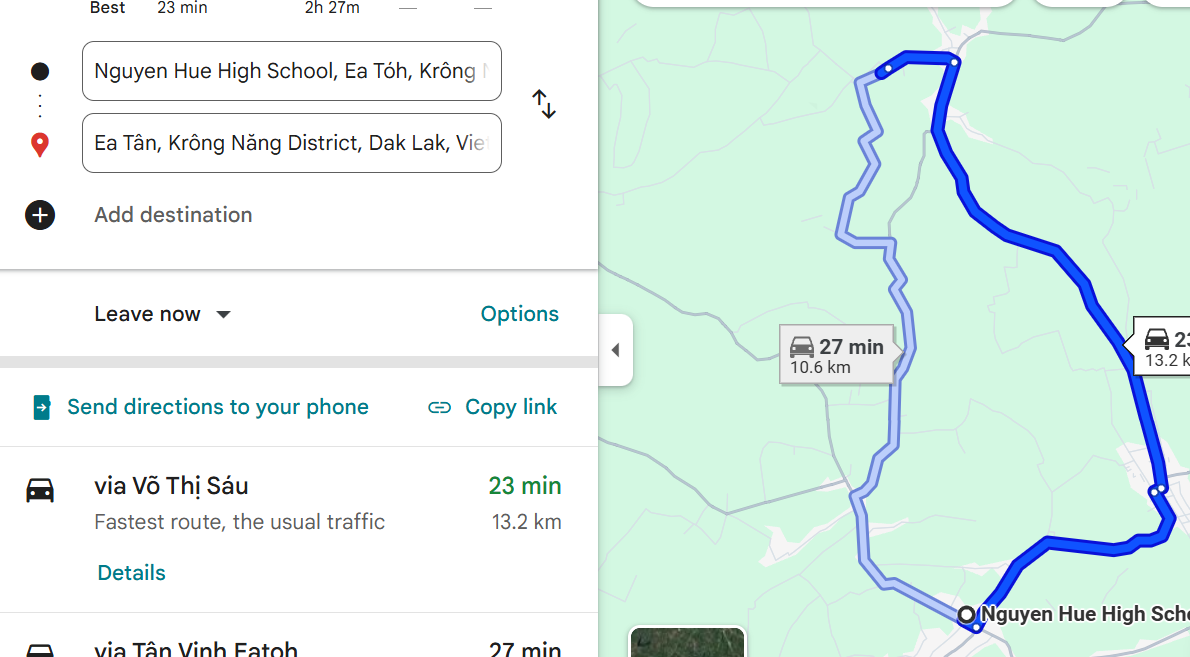 Best 23 min 2h 27m — —
Nguyen Hue High School, Ea Tóh, Krông
Ea Tân, Krông Năng District, Dak Lak, Vie
Add destination
Leave now Options
Send directions to your phone Copy link
via Võ Thị Sáu 23 min
Fastest route, the usual traffic 13.2 km
Details
via Tân Vinh Eatoh 27 min
27 min
10.6 km
23
13.2 k
Nguyen Hue High Scho